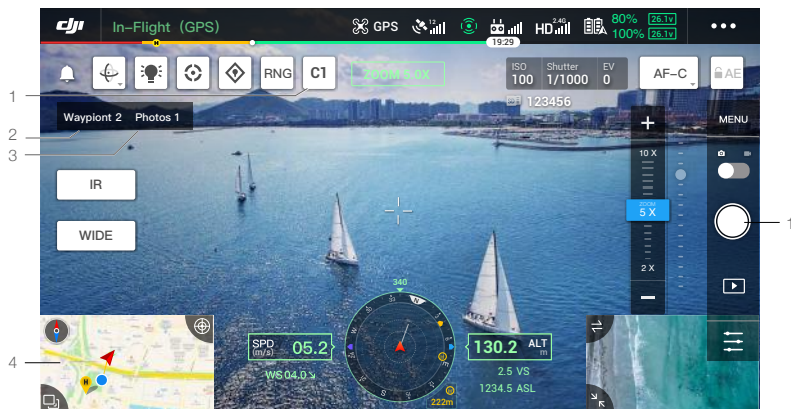 dji In-Flight (GPS) GPS 12 HD 2.4G 80% 26.1v
100% 26.1v
H 19:29
RNG C1 ZOOM 5.0X ISO 100 Shutter 1/1000 EV 0 AF-C AE
1
123456
Waypiont 2 Photos 1 + MENU
2
3
10 X
IR
ZOOM
5 X
1
WIDE
2 X
340
33 N 3
W E
S
SPD
(m/s) 05.2 130.2 ALT
m
4
WS 04.0 2.5 VS
H 1234.5 ASL
222m